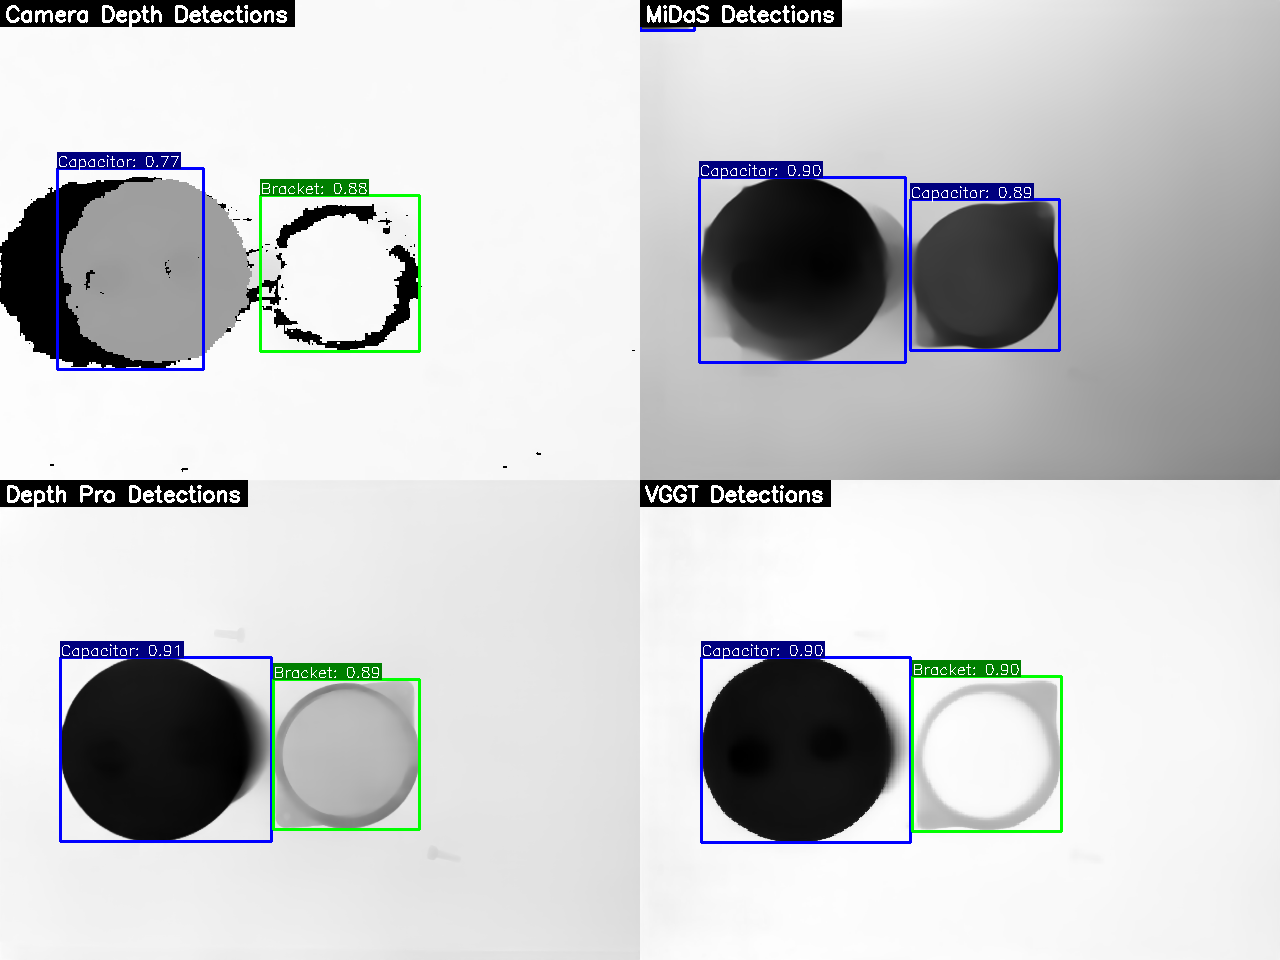 Camera Depth Detections
MiDaS Detections
Capacitor: 0.77
Bracket: 0.88
Capacitor: 0.90
Capacitor: 0.89
Depth Pro Detections
VGGT Detections
Capacitor: 0.91
Bracket: 0.89
Capacitor: 0.90
Bracket: 0.90